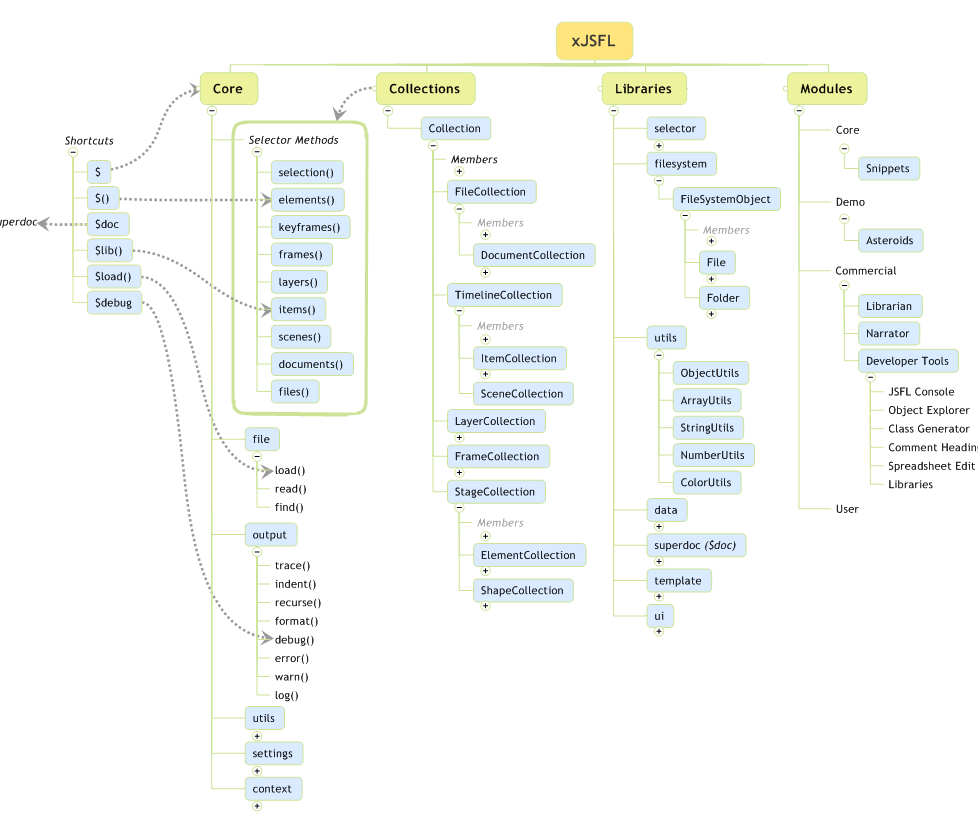 xJSFL
Core
Collections
Libraries
Modules
Shortcuts
$
$()
$doc
$lib()
$load()
$debug
Selector Methods
selection()
elements()
keyframes()
frames()
layers()
items()
scenes()
documents()
files()
file
load()
read()
find()
output
trace()
indent()
recurse()
format()
debug()
error()
warn()
log()
utils
settings
context
Collection
Members
FileCollection
Members
DocumentCollection
TimelineCollection
Members
ItemCollection
SceneCollection
LayerCollection
FrameCollection
StageCollection
Members
ElementCollection
ShapeCollection
selector
filesystem
FileSystemObject
Members
File
Folder
utils
ObjectUtils
ArrayUtils
StringUtils
NumberUtils
ColorUtils
data
superdoc ($doc)
template
ui
Core
Snippets
Demo
Asteroids
Commercial
Librarian
Narrator
Developer Tools
JSFL Console
Object Explorer
Class Generator
Comment
Spreadsheet Edit
Libraries
User